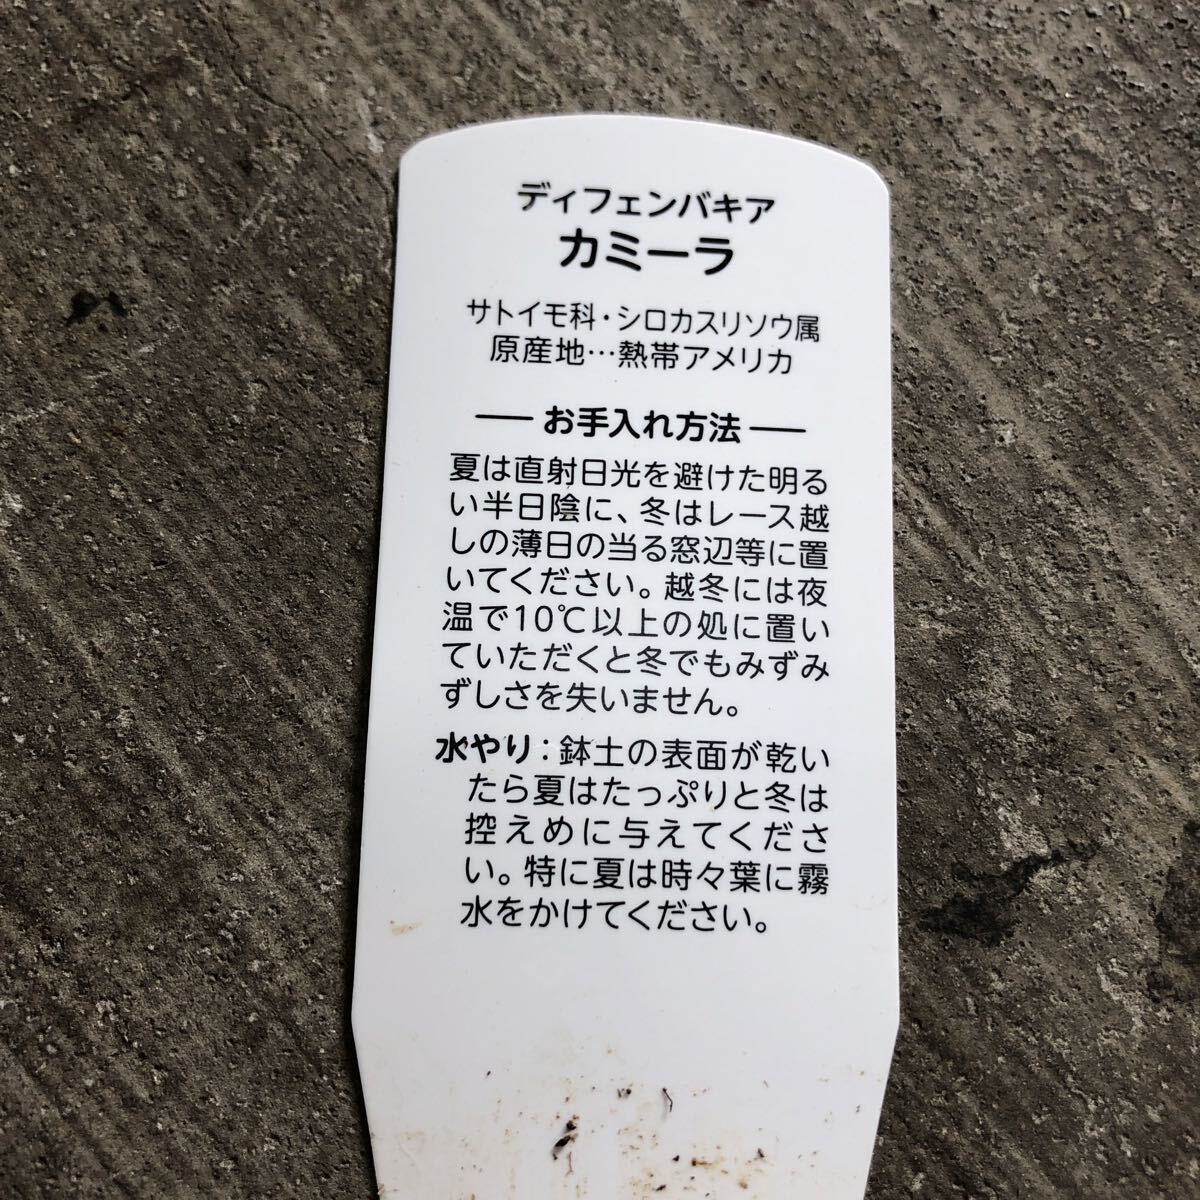 ディフェンバキア
カミーラ
サトイモ科・シロカスリソウ属
原産地…熱帯アメリカ
― お手入れ方法 ―
夏は直射日光を避けた明る
い半日陰に、冬はレース越
しの薄日の当る窓辺等に置
いてください。越冬には夜
温で10℃以上の処に置い
ていただくと冬でもみずみ
ずしさを失いません。
水やり：鉢土の表面が乾い
たら夏はたっぷりと冬は
控えめに与えてくださ
い。特に夏は時々葉に霧
水をかけてください。